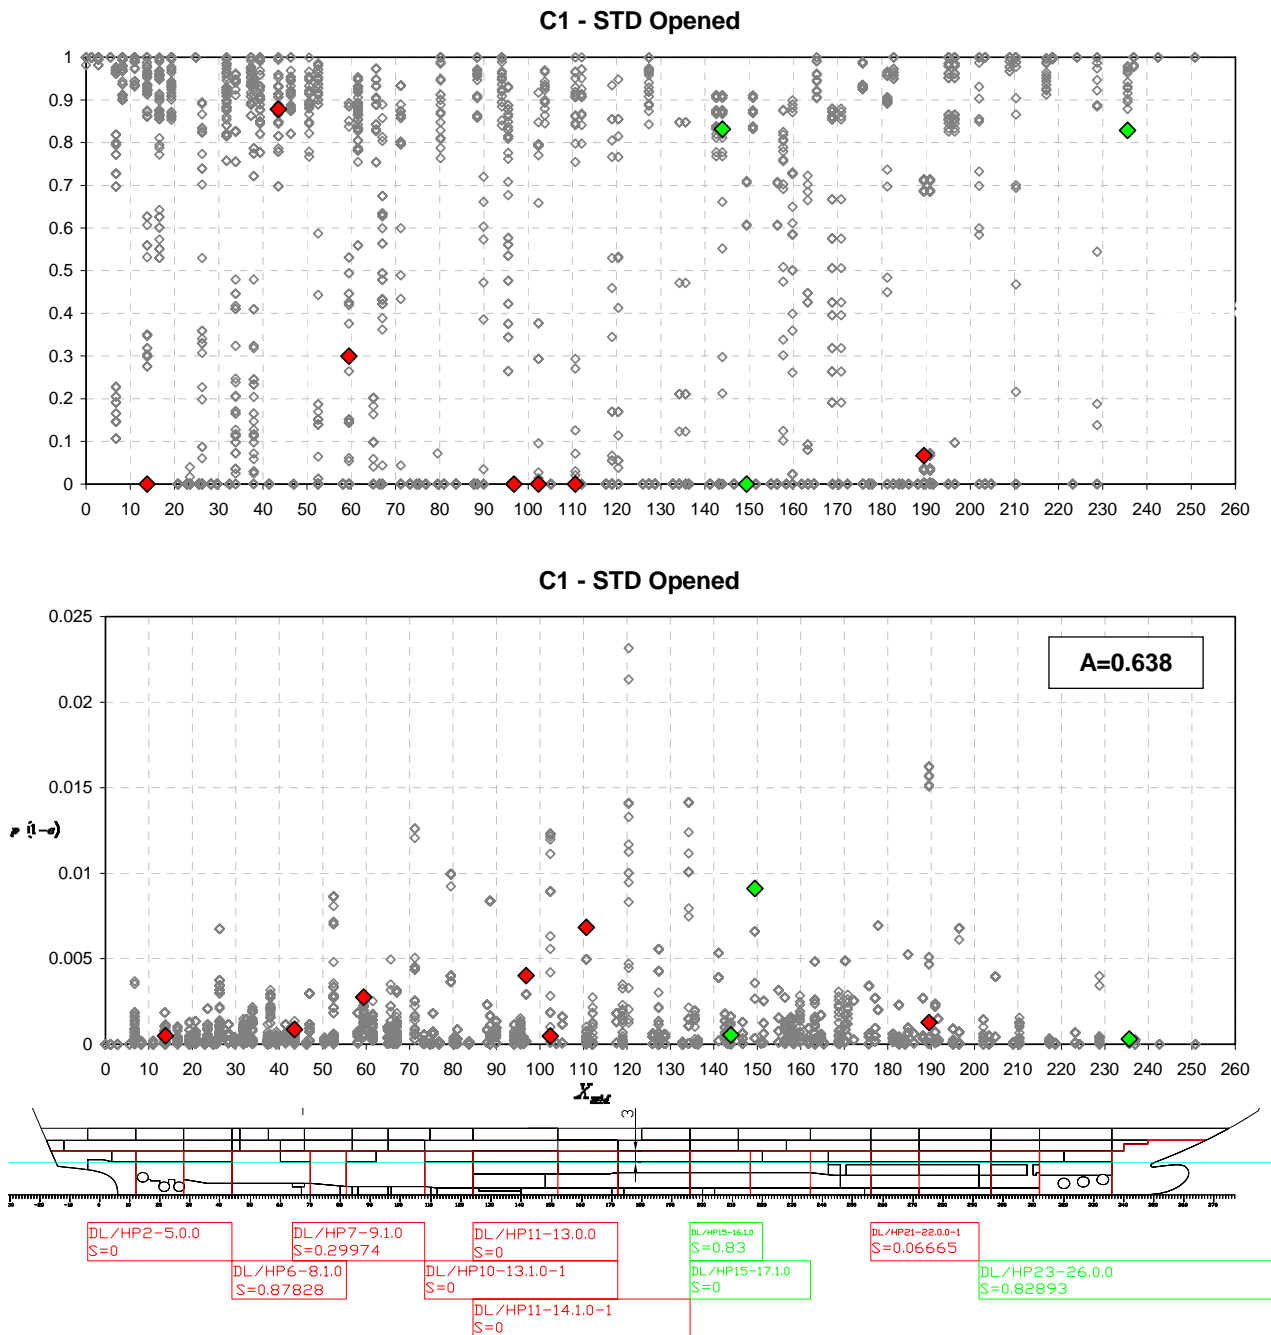 C1 - STD Opened
1
0.9
0.8
0.7
0.6
0.5
0.4
0.3
0.2
0.1
0
0 10 20 30 40 50 60 70 80 90 100 110 120 130 140 150 160 170 180 190 200 210 220 230 240 250 260
C1 - STD Opened
0.025
A=0.638
0.02
0.015
p (1-s)
0.01
0.005
0
0 10 20 30 40 50 60 70 80 90 100 110 120 130 140 150 160 170 180 190 200 210 220 230 240 250 260
X_mid
3
DL/HP2-5.0.0
S=0
DL/HP7-9.1.0
S=0.29974
DL/HP11-13.0.0
S=0
DL/HP15-16.1.0
S=0.83
DL/HP21-22.0.0-1
S=0.06665
DL/HP6-8.1.0
S=0.87828
DL/HP10-13.1.0-1
S=0
DL/HP15-17.1.0
S=0
DL/HP23-26.0.0
S=0.82893
DL/HP11-14.1.0-1
S=0